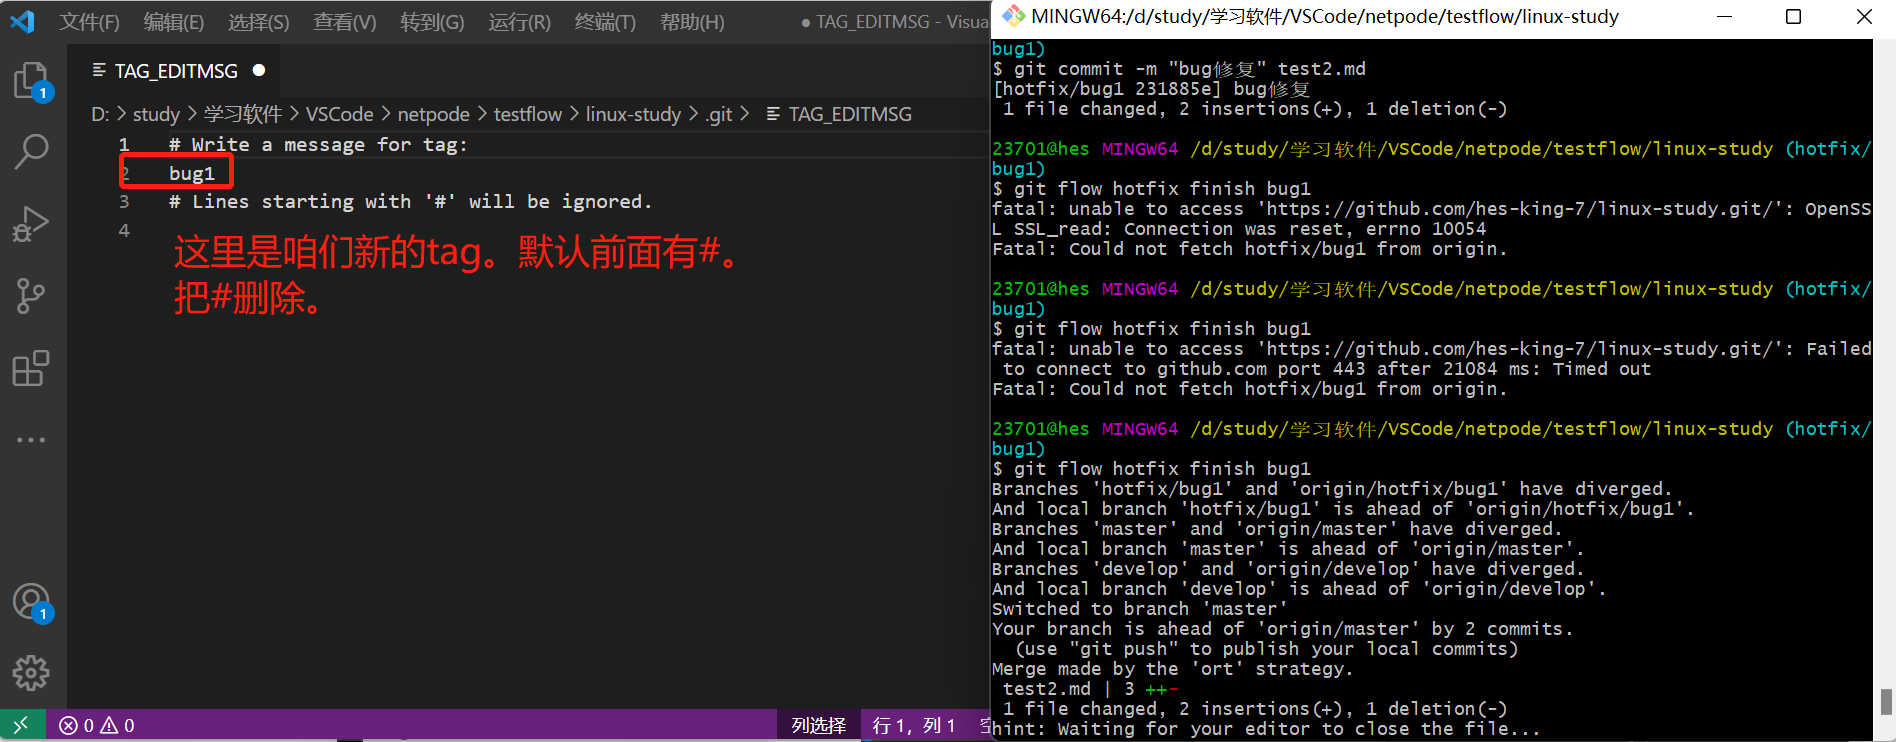 文件(F) 编辑(E) 选择(S) 查看(V) 转到(G) 运行(R) 终端(T) 帮助(H) ● TAG_EDITMSG - Visua
TAG_EDITMSG ●
D: > study > 学习软件 > VSCode > netpode > testflow > linux-study > .git > TAG_EDITMSG
1 # Write a message for tag:
2 bug1
3 # Lines starting with '#' will be ignored.
4
这里是咱们新的tag。默认前面有#。
把#删除。
1
1
0 0
列选择 行 1，列 1 空
MINGW64:/d/study/学习软件/VSCode/netpode/testflow/linux-study
bug1)
$ git commit -m "bug修复" test2.md
[hotfix/bug1 231885e] bug修复
1 file changed, 2 insertions(+), 1 deletion(-)
23701@hes MINGW64 /d/study/学习软件/VSCode/netpode/testflow/linux-study (hotfix/
bug1)
$ git flow hotfix finish bug1
fatal: unable to access 'https://github.com/hes-king-7/linux-study.git/': OpenSS
L SSL_read: Connection was reset, errno 10054
Fatal: Could not fetch hotfix/bug1 from origin.
23701@hes MINGW64 /d/study/学习软件/VSCode/netpode/testflow/linux-study (hotfix/
bug1)
$ git flow hotfix finish bug1
fatal: unable to access 'https://github.com/hes-king-7/linux-study.git/': Failed
to connect to github.com port 443 after 21084 ms: Timed out
Fatal: Could not fetch hotfix/bug1 from origin.
23701@hes MINGW64 /d/study/学习软件/VSCode/netpode/testflow/linux-study (hotfix/
bug1)
$ git flow hotfix finish bug1
Branches 'hotfix/bug1' and 'origin/hotfix/bug1' have diverged.
And local branch 'hotfix/bug1' is ahead of 'origin/hotfix/bug1'.
Branches 'master' and 'origin/master' have diverged.
And local branch 'master' is ahead of 'origin/master'.
Branches 'develop' and 'origin/develop' have diverged.
And local branch 'develop' is ahead of 'origin/develop'.
Switched to branch 'master'
Your branch is ahead of 'origin/master' by 2 commits.
(use "git push" to publish your local commits)
Merge made by the 'ort' strategy.
test2.md | 3 ++-
1 file changed, 2 insertions(+), 1 deletion(-)
hint: Waiting for your editor to close the file...